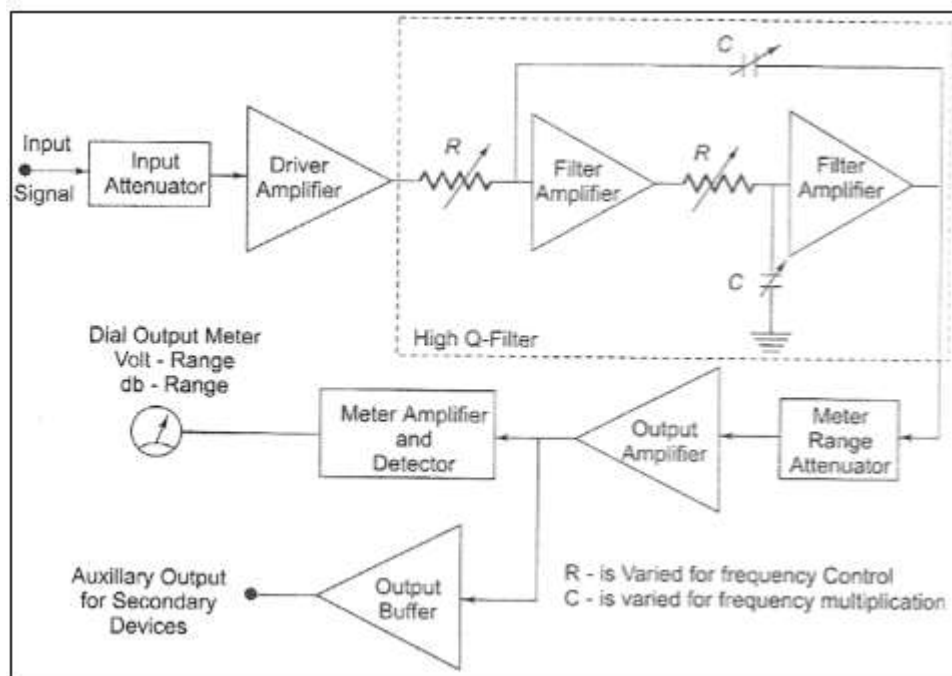 C
Input
Signal
Input
Attenuator
Driver
Amplifier
R
Filter
Amplifier
R
Filter
Amplifier
C
High Q-Filter
Dial Output Meter
Volt - Range
db - Range
Meter Amplifier
and
Detector
Output
Amplifier
Meter
Range
Attenuator
Auxillary Output
for Secondary
Devices
Output
Buffer
R - is Varied for frequency Control
C - is varied for frequency multiplication